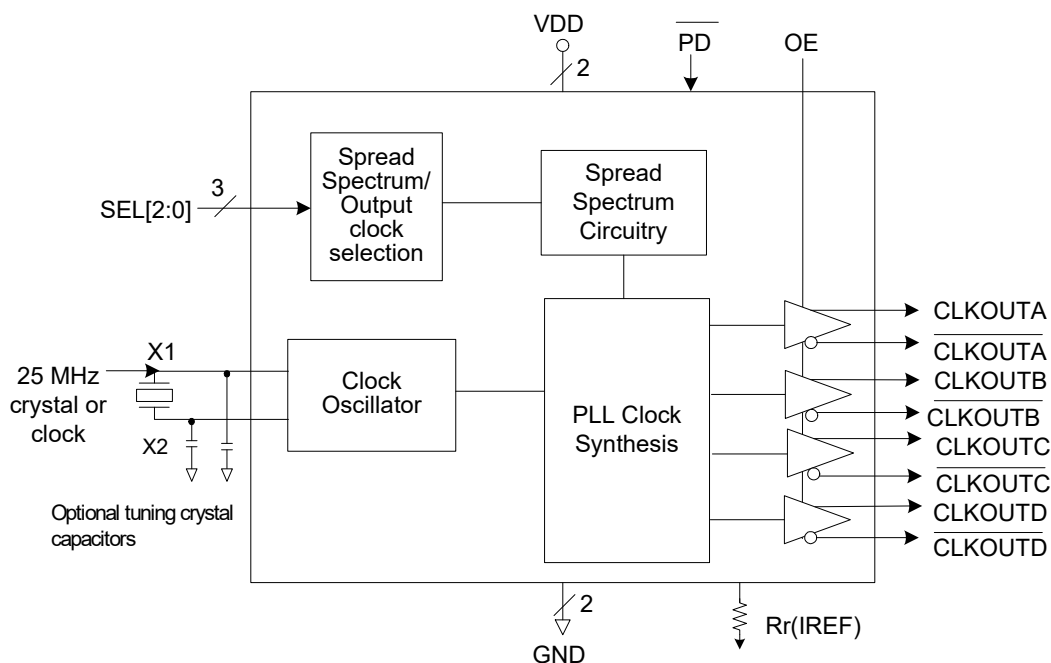 VDD
PD
OE
2
Spread
Spectrum/
Output
clock
selection
Spread
Spectrum
Circuitry
3
SEL[2:0]
X1
25 MHz
crystal or
clock
X2
Clock
Oscillator
PLL Clock
Synthesis
CLKOUTA
CLKOUTA
CLKOUTB
CLKOUTB
CLKOUTC
CLKOUTC
CLKOUTD
CLKOUTD
Optional tuning crystal
capacitors
2
GND
Rr(IREF)